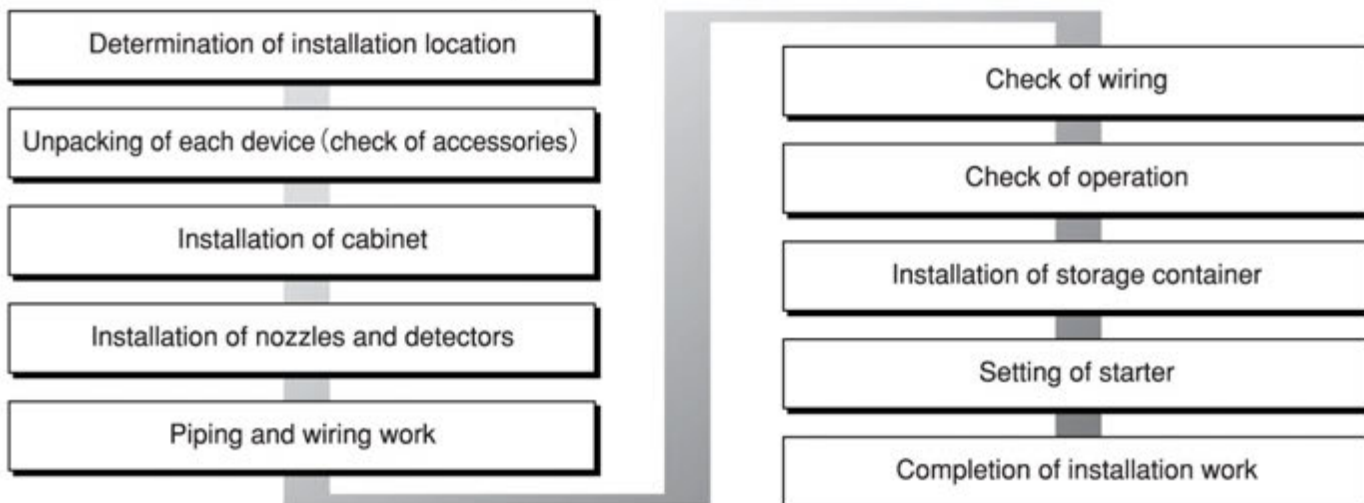 Determination of installation location
Unpacking of each device（check of accessories）
Installation of cabinet
Installation of nozzles and detectors
Piping and wiring work
Check of wiring
Check of operation
Installation of storage container
Setting of starter
Completion of installation work